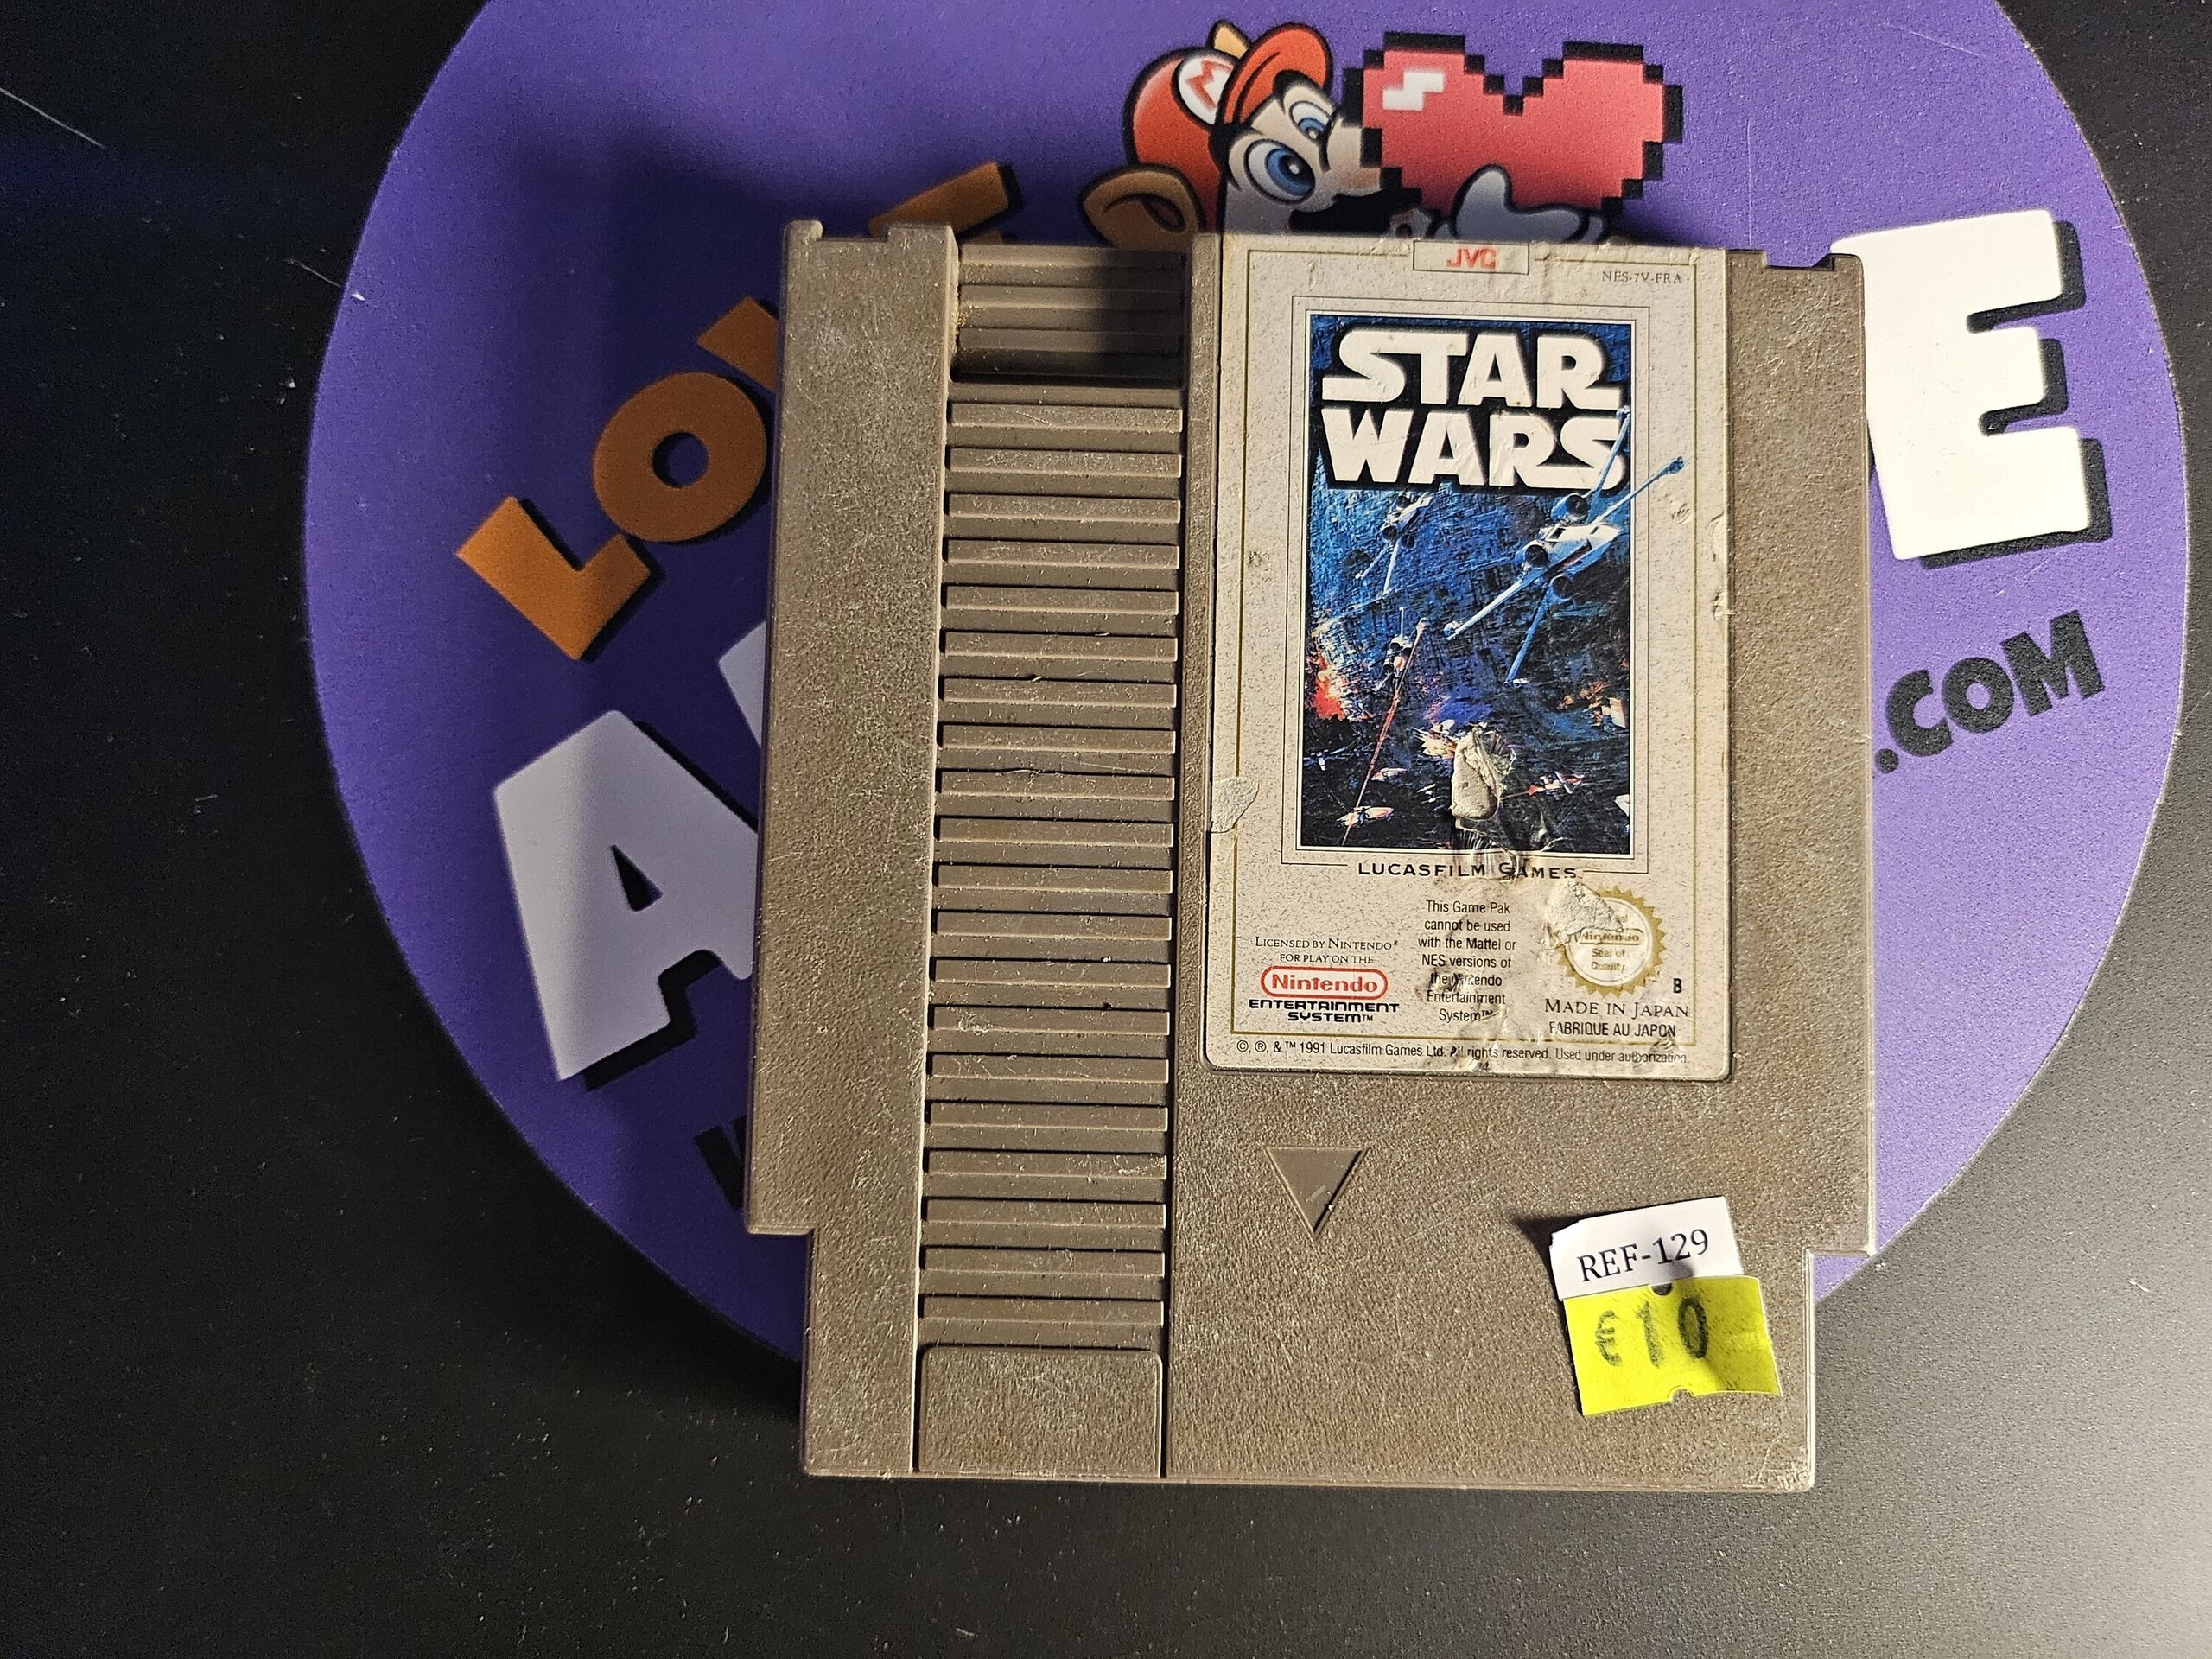 M
LO
A
E
.COM
JVC
NES-7V-FRA
STAR
WARS
LUCASFILM GAMES
LICENSED BY NINTENDO®
FOR PLAY ON THE
Nintendo
ENTERTAINMENT
SYSTEM™
This Game Pak
cannot be used
with the Mattel or
NES versions of
the Nintendo
Entertainment
System™
Nintendo
Seal of
Quality
B
MADE IN JAPAN
FABRIQUE AU JAPON
©, ®, & ™ 1991 Lucasfilm Games Ltd. All rights reserved. Used under authorization.
REF-129
€10